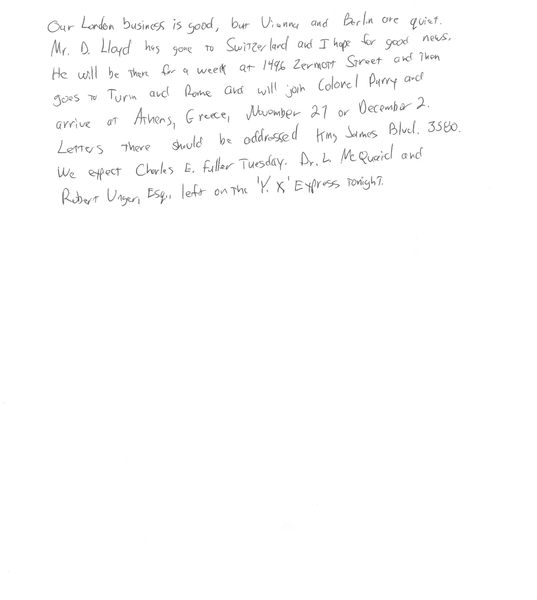 Our London business is good, but Vienna and Berlin are quiet.
Mr. D. Lloyd has gone to Switzerland and I hope for good news.
He will be there for a week at 1496 Zermott Street and then
goes to Turin and Rome and will join Colonel Parry and
arrive at Athens, Greece, November 27 or December 2.
Letters there should be addressed King James Blvd. 3580.
We expect Charles E. Fuller Tuesday. Dr. L McQuaid and
Robert Unger, Esq., left on the 'Y. X' Express tonight.